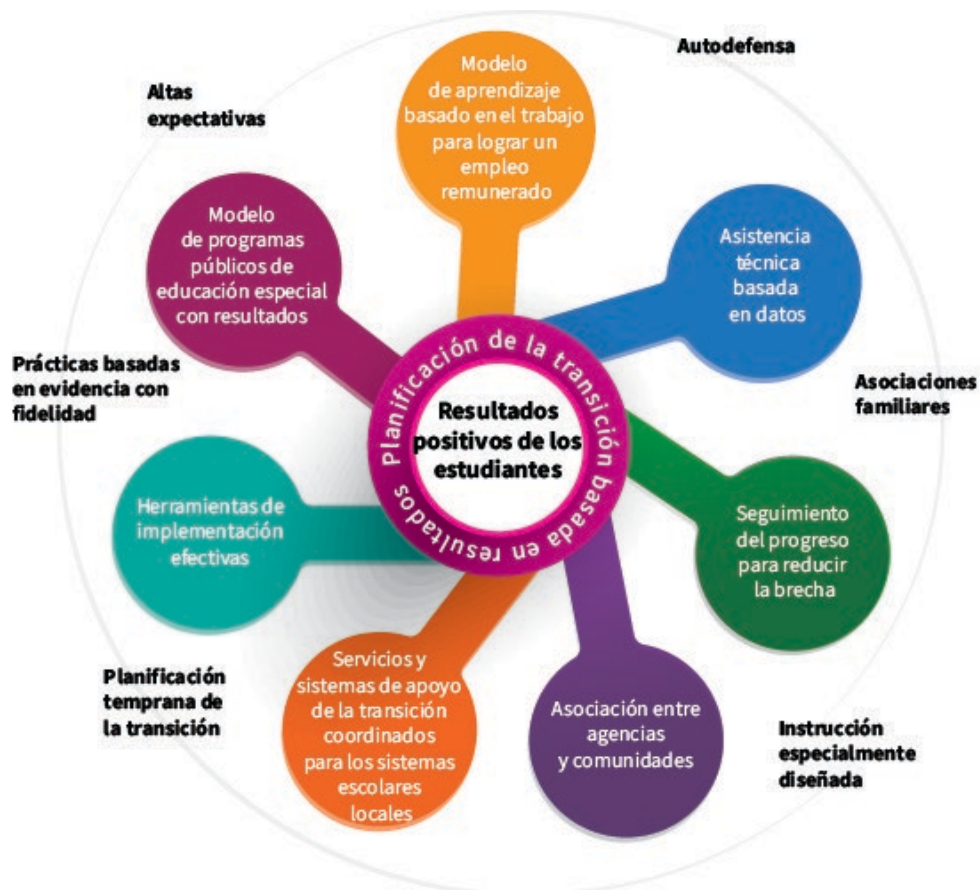 Autodefensa
Altas
expectativas
Modelo
de aprendizaje
basado en el trabajo
para lograr un
empleo
remunerado
Modelo
de programas
públicos de
educación especial
con resultados
Asistencia
técnica
basada
en datos
Prácticas basadas
en evidencia con
fidelidad
Planificación de la transición basada en resultados
Resultados
positivos de los
estudiantes
Asociaciones
familiares
Herramientas de
implementación
efectivas
Seguimiento
del progreso
para reducir
la brecha
Planificación
temprana de
la transición
Servicios y
sistemas de apoyo
de la transición
coordinados
para los sistemas
escolares
locales
Asociación entre
agencias
y comunidades
Instrucción
especialmente
diseñada